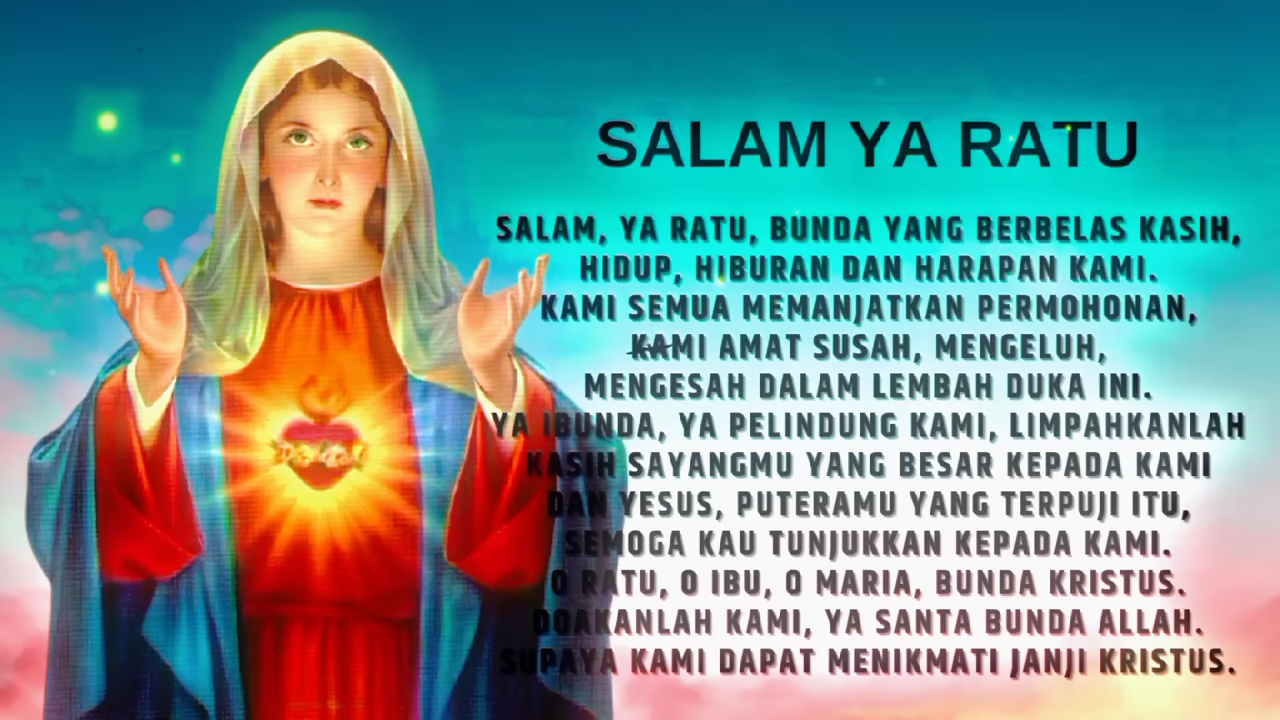 SALAM YA RATU
SALAM, YA RATU, BUNDA YANG BERBELAS KASIH,
HIDUP, HIBURAN DAN HARAPAN KAMI.
KAMI SEMUA MEMANJATKAN PERMOHONAN,
KAMI AMAT SUSAH, MENGELUH,
MENGESAH DALAM LEMBAH DUKA INI.
YA IBUNDA, YA PELINDUNG KAMI, LIMPAHKANLAH
KASIH SAYANGMU YANG BESAR KEPADA KAMI
DAN YESUS, PUTERAMU YANG TERPUJI ITU,
SEMOGA KAU TUNJUKKAN KEPADA KAMI.
O RATU, O IBU, O MARIA, BUNDA KRISTUS.
DOAKANLAH KAMI, YA SANTA BUNDA ALLAH.
SUPAYA KAMI DAPAT MENIKMATI JANJI KRISTUS.